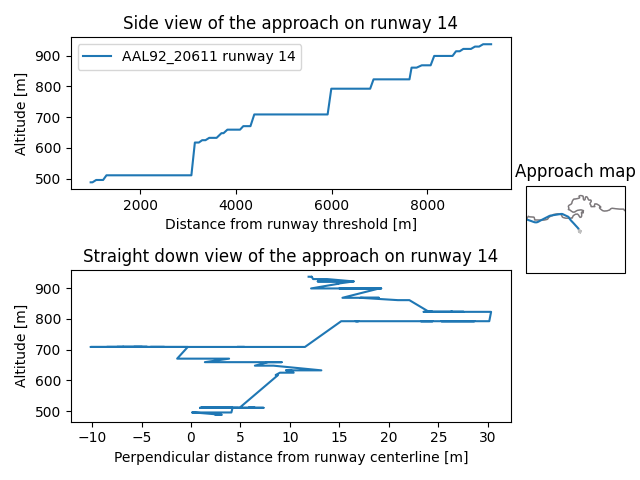 Side view of the approach on runway 14
900
800
700
600
500
Altitude [m]
AAL92_20611 runway 14
2000
4000
6000
8000
Distance from runway threshold [m]
Approach map
Straight down view of the approach on runway 14
900
800
700
600
500
Altitude [m]
−10
−5
0
5
10
15
20
25
30
Perpendicular distance from runway centerline [m]